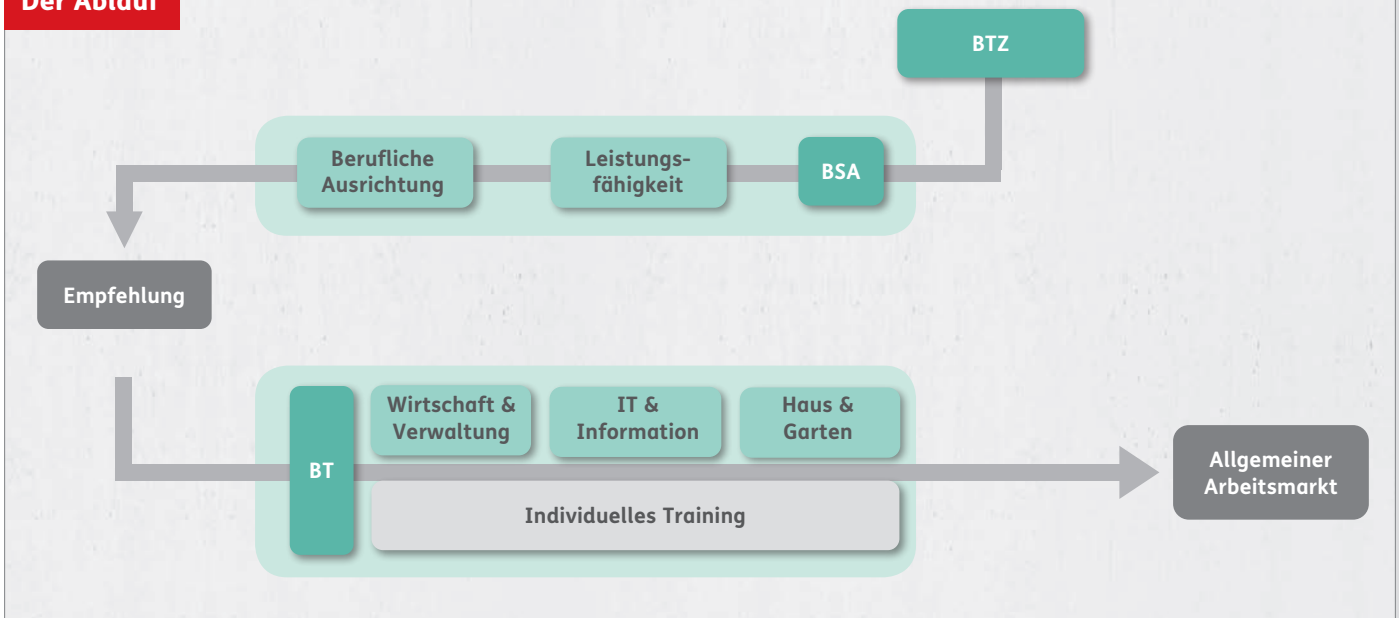 Der Ablauf
BTZ
Berufliche
Ausrichtung
Leistungs-
fähigkeit
BSA
Empfehlung
BT
Wirtschaft &
Verwaltung
IT &
Information
Haus &
Garten
Individuelles Training
Allgemeiner
Arbeitsmarkt